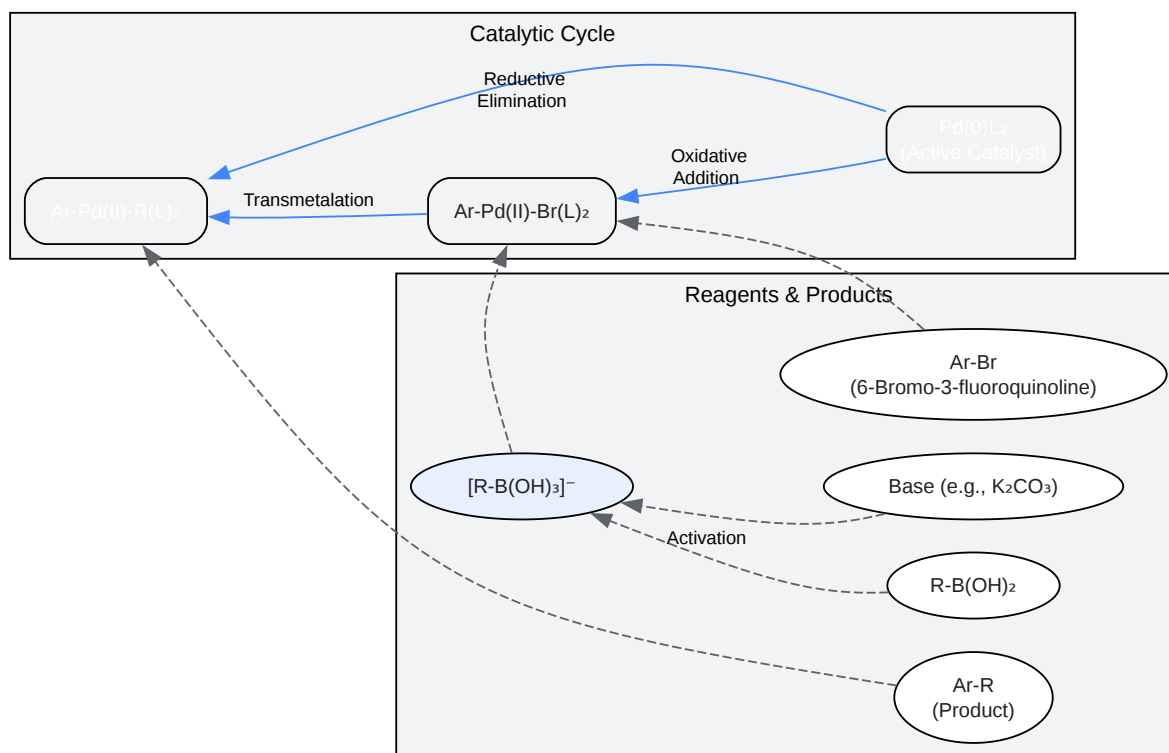 Catalytic Cycle
Reductive
Elimination
Pd(0)L₂
(Active Catalyst)
Oxidative
Addition
Ar-Pd(II)-R(L)₂
Transmetalation
Ar-Pd(II)-Br(L)₂
Reagents & Products
Ar-Br
(6-Bromo-3-fluoroquinoline)
[R-B(OH)₃]⁻
Base (e.g., K₂CO₃)
Activation
R-B(OH)₂
Ar-R
(Product)